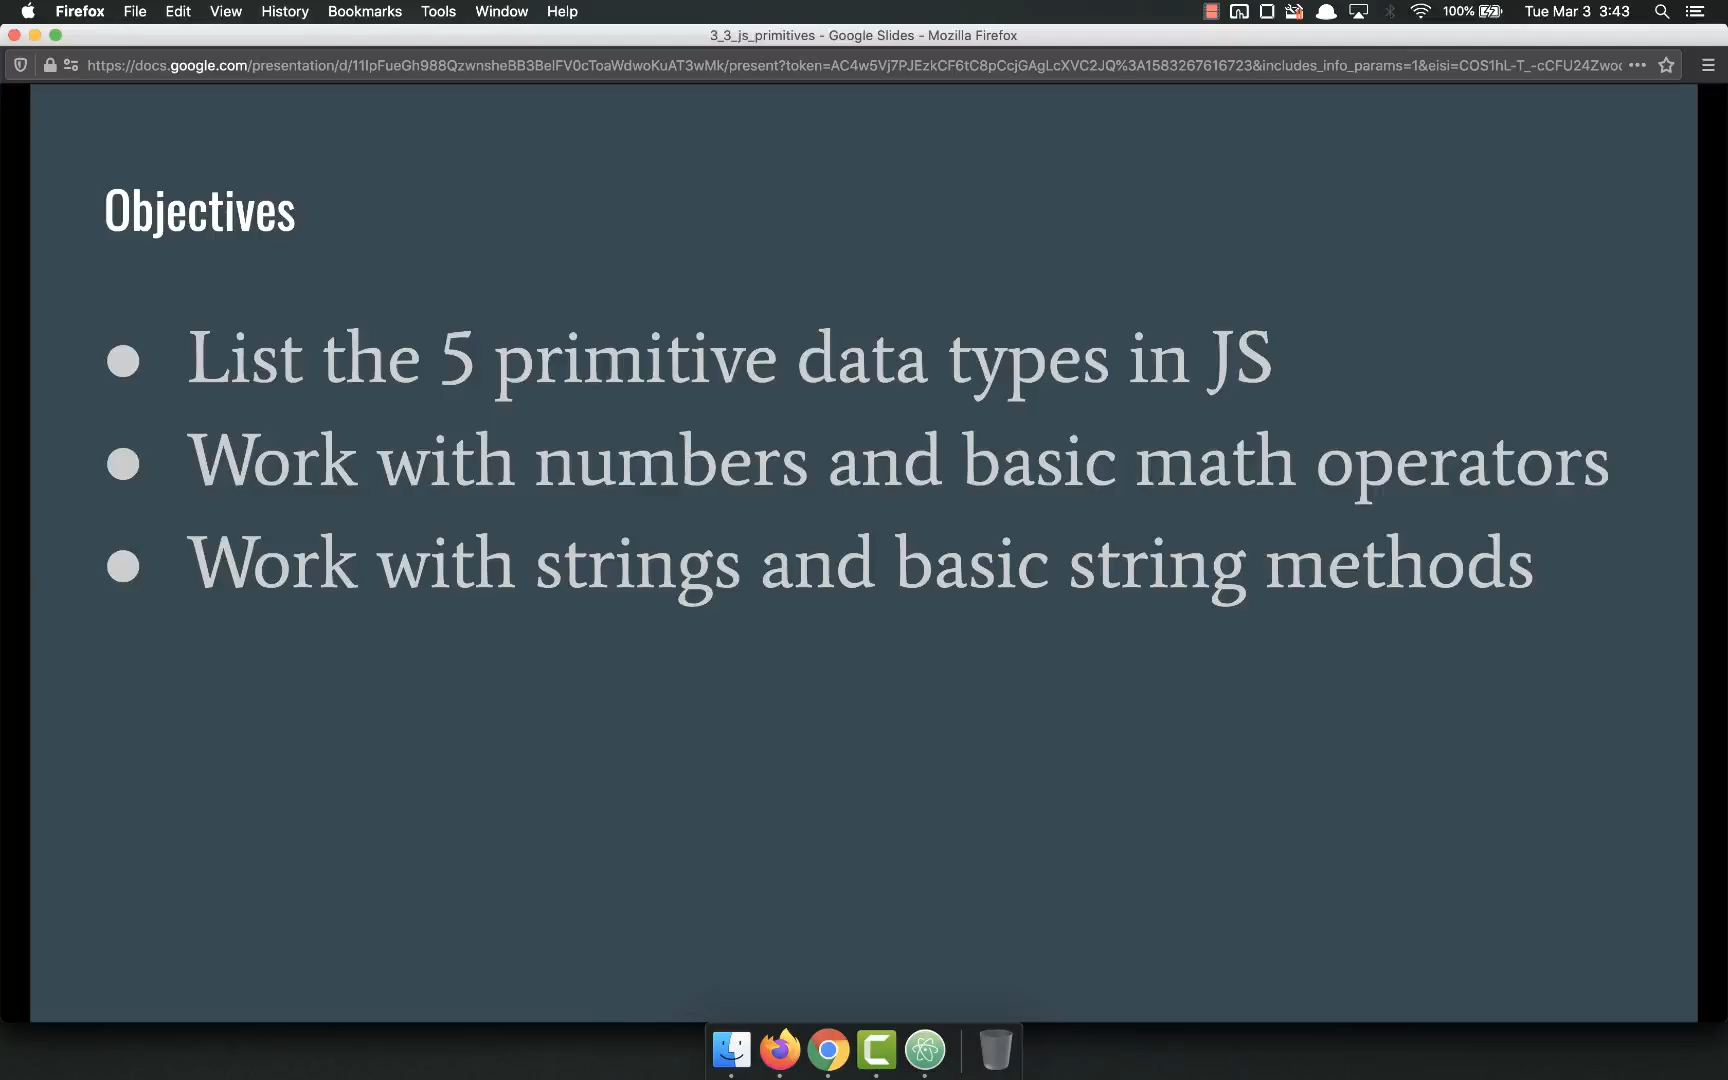 Firefox File Edit View History Bookmarks Tools Window Help 100% Tue Mar 3 3:43
3_3_js_primitives - Google Slides - Mozilla Firefox
https://docs.google.com/presentation/d/11IpFueGh988QzwnsheBB3BelFV0cToaWdwoKuAT3wMk/present?token=AC4w5Vj7PJEzkCF6tC8pCcjGAgLcXVC2JQ%3A1583267616723&includes_info_params=1&eisi=COS1hL-T_-cCFU24Zwod
Objectives
● List the 5 primitive data types in JS
● Work with numbers and basic math operators
● Work with strings and basic string methods